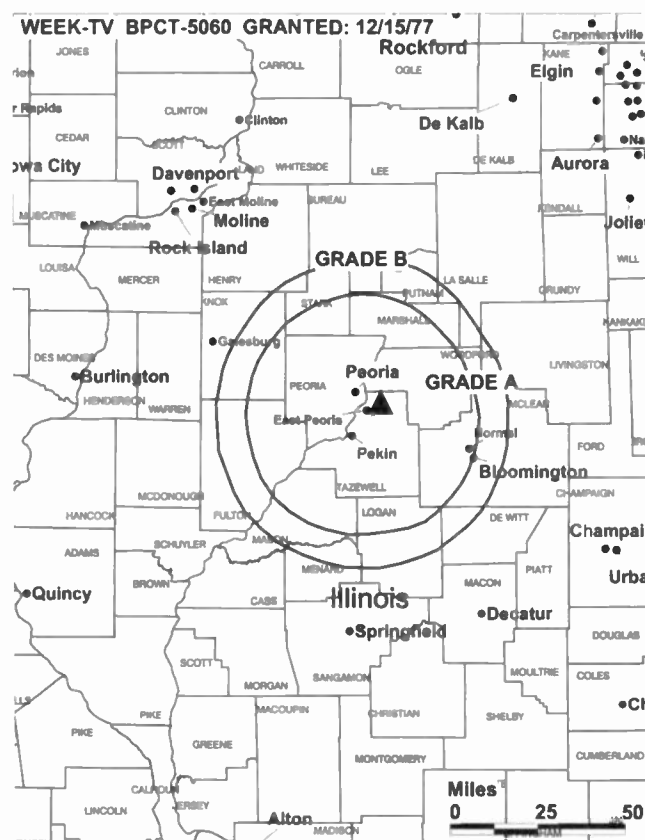 WEEK-TV BPCT-5060 GRANTED: 12/15/77
Carpentersville
JONES
Rockford
KANE
CARROLL
OGLE
Elgin
r Rapids
CLINTON
Clinton
De Kalb
CEDAR
SCOTT
Na
owa City
WHITESIDE
LEE
DE KALB
Aurora
Davenport
East Moline
BUREAU
MUSCATINE
Muscatine
Moline
KENDALL
Joliet
Rock Island
WILL
LOUISA
GRADE B
MERCER
HENRY
LA SALLE
GRUNDY
KNOX
STARK
PUTNAM
MARSHALL
KANKAKE
Galesburg
DES MOINES
WOODFORD
LIVINGSTON
Burlington
Peoria
PEORIA
GRADE A
HENDERSON
WARREN
MCLEAN
East Peoria
Normal
Pekin
FORD
Bloomington
TAZEWELL
MCDONOUGH
CHAMPAIGN
HANCOCK
FULTON
LOGAN
DE WITT
Champai
ADAMS
SCHUYLER
MASON
MENARD
PIATT
BROWN
MACON
Urba
Quincy
CASS
Illinois
Decatur
Springfield
DOUGLAS
SCOTT
MOULTRIE
COLES
SANGAMON
MORGAN
Ch
PIKE
MACOUPIN
CHRISTIAN
SHELBY
PIKE
GREENE
CUMBERLAND
MONTGOMERY
CALHOUN
Miles
LINCOLN
JERSEY
0 25 50
Alton
MADISON